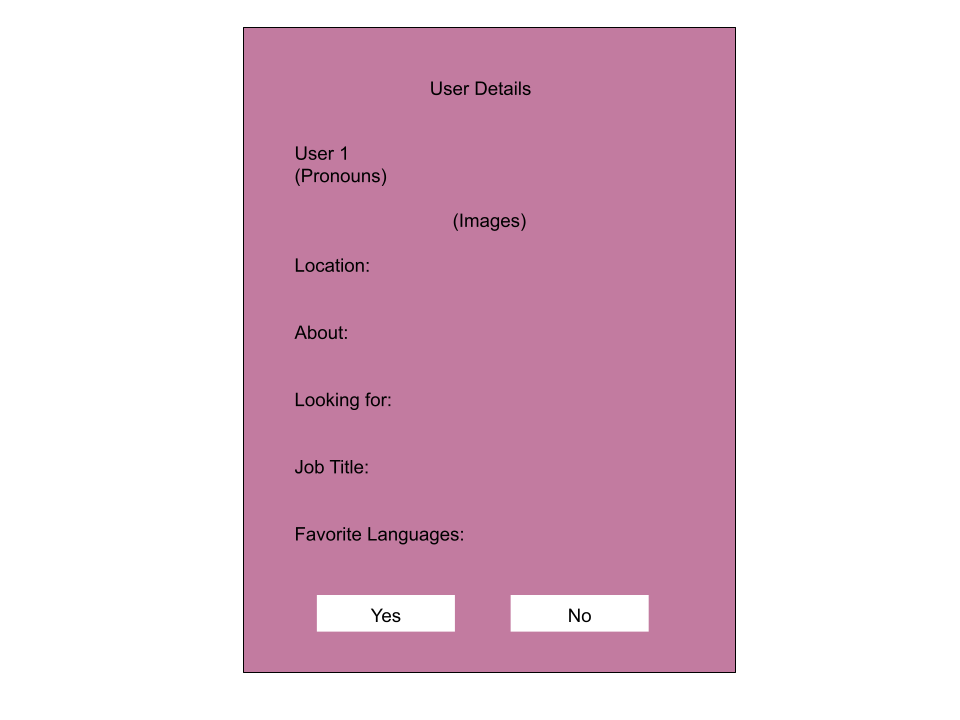 User Details
User 1
(Pronouns)
(Images)
Location:
About:
Looking for:
Job Title:
Favorite Languages:
Yes
No